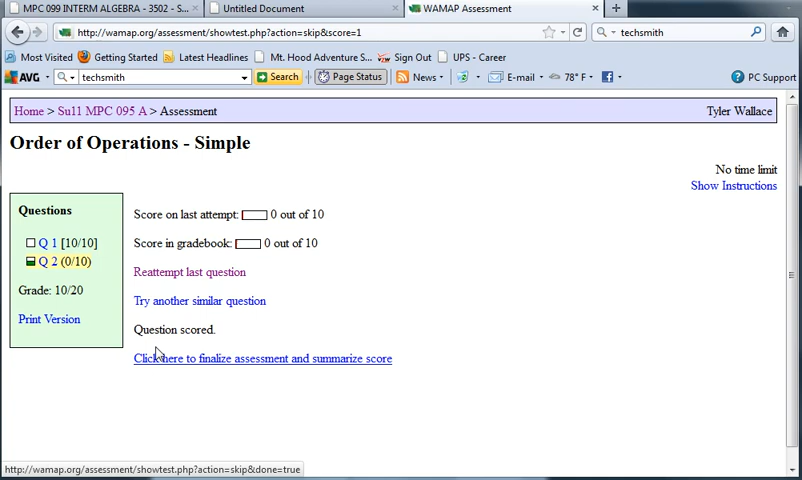 MPC 099 INTERM ALGEBRA - 3502 - S...
Untitled Document
WAMAP Assessment
http://wamap.org/assessment/showtest.php?action=skip&score=1
techsmith
Most Visited Getting Started Latest Headlines Mt. Hood Adventure S... Sign Out UPS - Career
AVG techsmith Search Page Status News E-mail 78° F PC Support
Home > Su11 MPC 095 A > Assessment
Tyler Wallace
Order of Operations - Simple
No time limit
Show Instructions
Questions
Q 1 [10/10]
Q 2 (0/10)
Grade: 10/20
Print Version
Score on last attempt: 0 out of 10
Score in gradebook: 0 out of 10
Reattempt last question
Try another similar question
Question scored.
Click here to finalize assessment and summarize score
http://wamap.org/assessment/showtest.php?action=skip&done=true